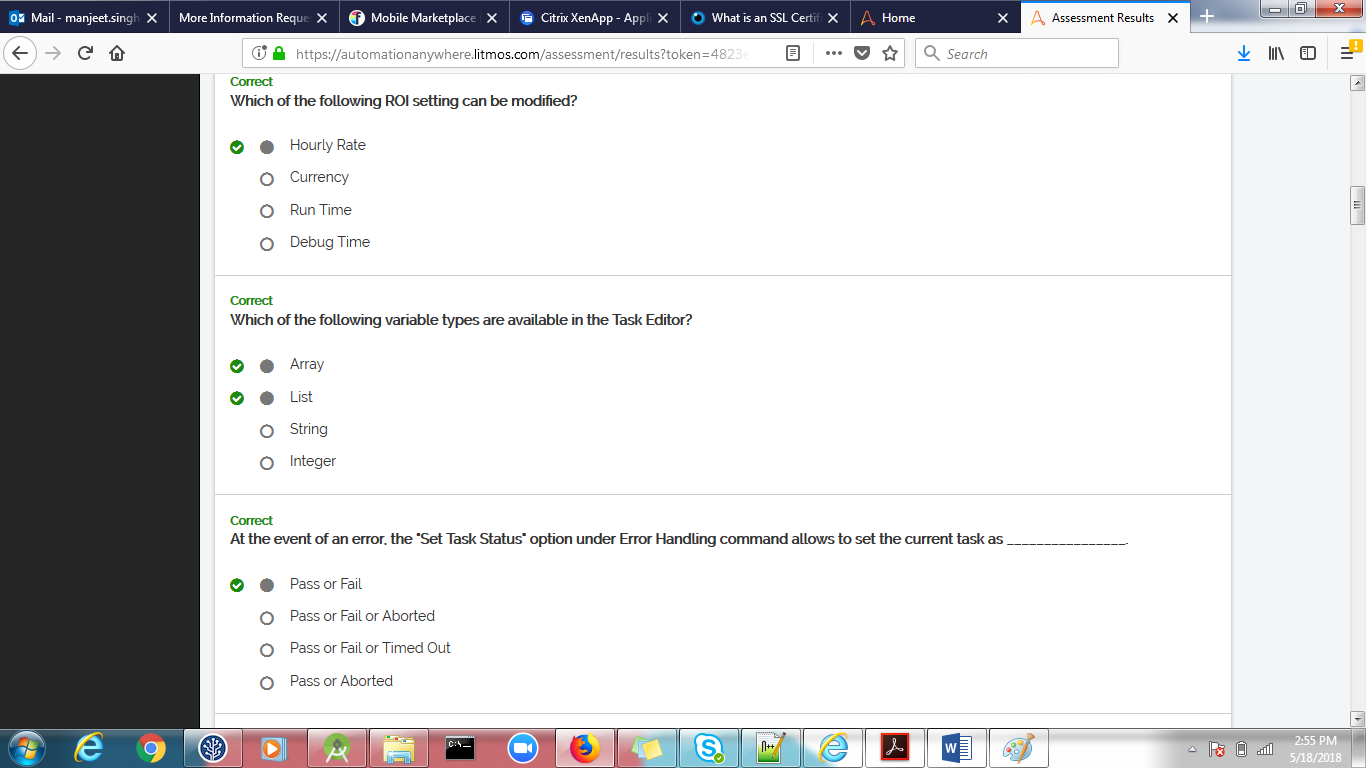 Mail - manjeet.singh
More Information Reque
Mobile Marketplace
Citrix XenApp - Appli
What is an SSL Certifi
Home
Assessment Results
https://automationanywhere.litmos.com/assessment/results?token=4823
Search
Correct
Which of the following ROI setting can be modified?
Hourly Rate
Currency
Run Time
Debug Time
Correct
Which of the following variable types are available in the Task Editor?
Array
List
String
Integer
Correct
At the event of an error, the "Set Task Status" option under Error Handling command allows to set the current task as ________________.
Pass or Fail
Pass or Fail or Aborted
Pass or Fail or Timed Out
Pass or Aborted
2:55 PM
5/18/2018